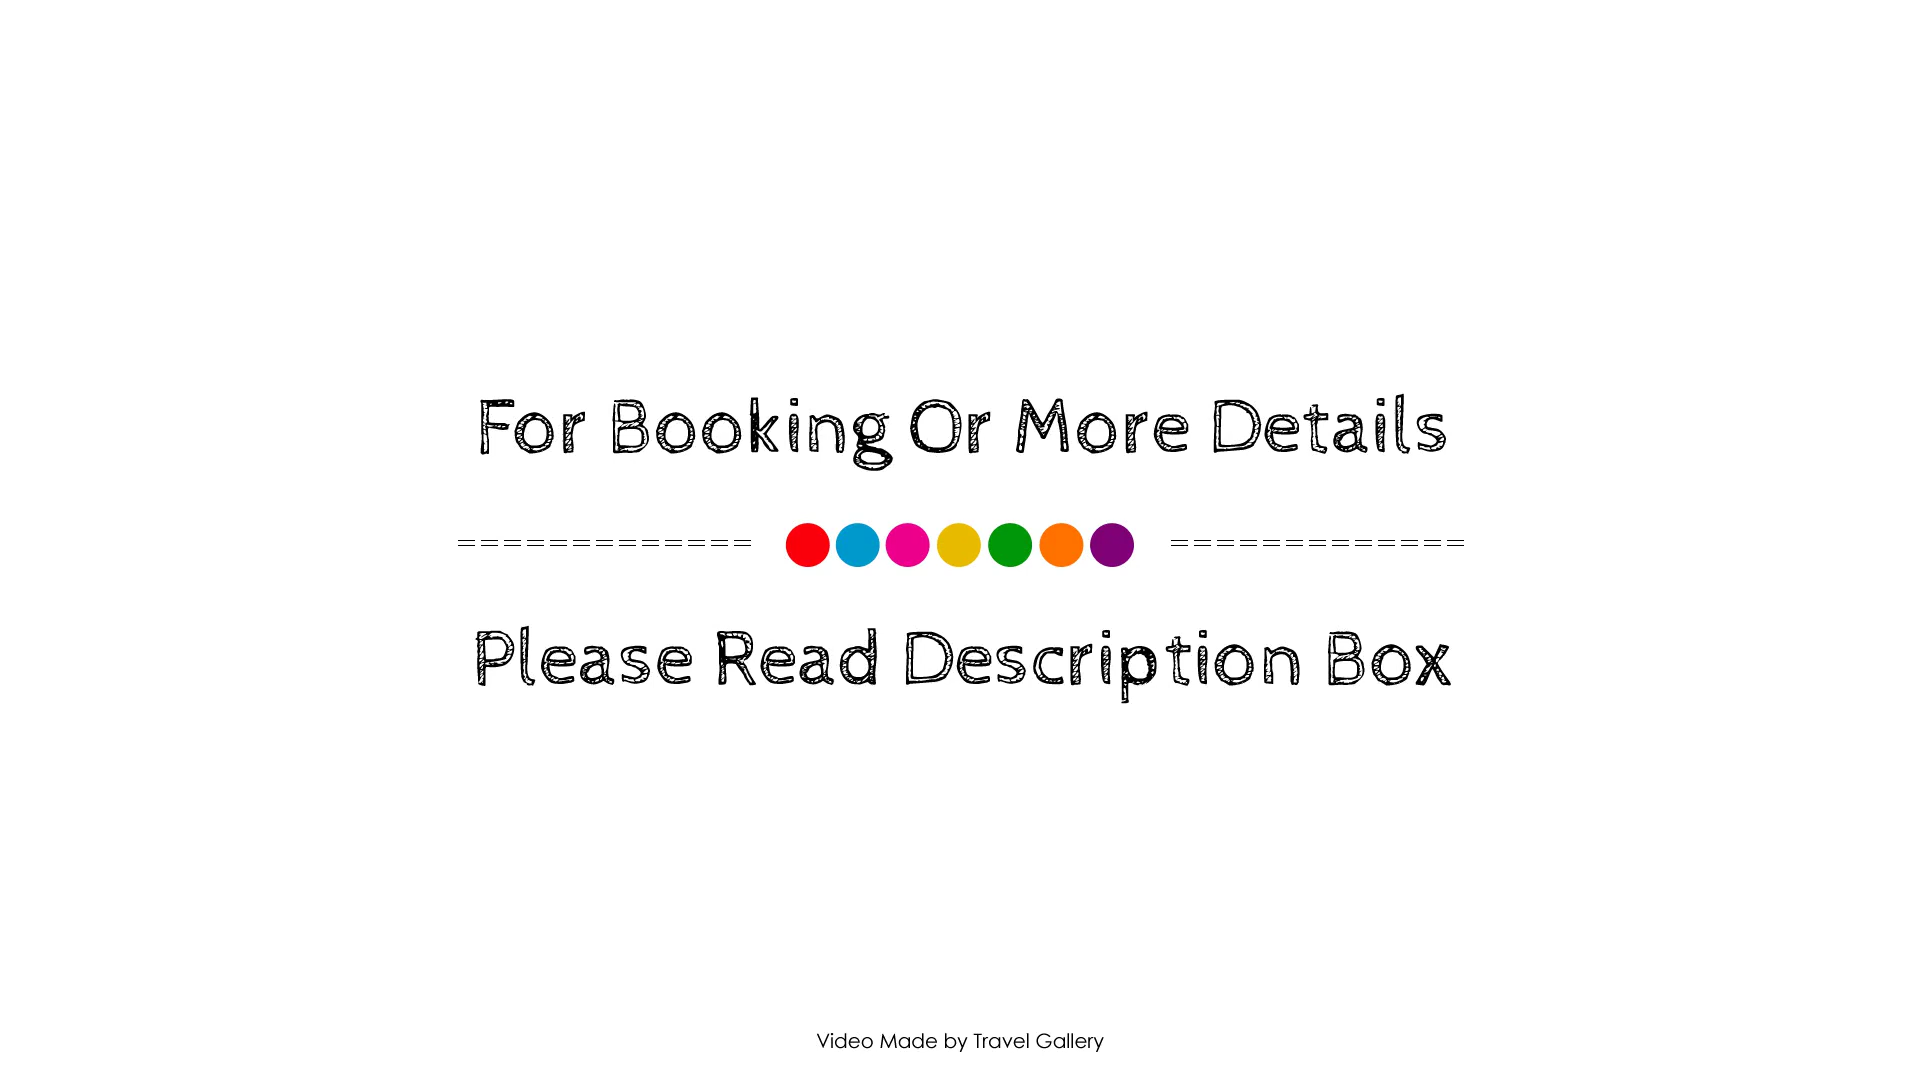 For Booking Or More Details
============= =============
Please Read Description Box
Video Made by Travel Gallery